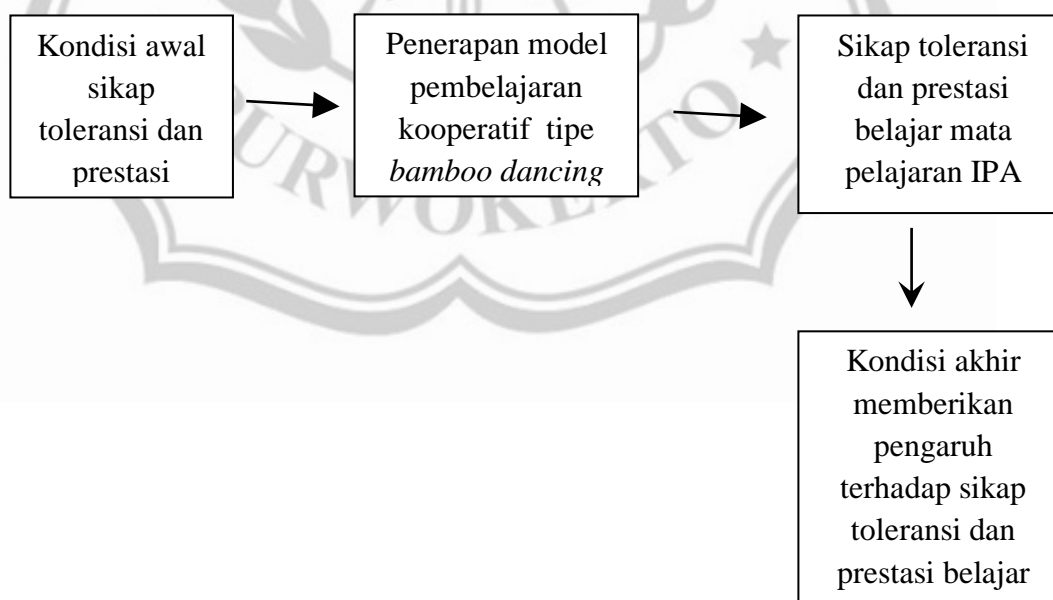 Kondisi awal
sikap
toleransi dan
prestasi
Penerapan model
pembelajaran
kooperatif tipe
bamboo dancing
Sikap toleransi
dan prestasi
belajar mata
pelajaran IPA
Kondisi akhir
memberikan
pengaruh
terhadap sikap
toleransi dan
prestasi belajar
PURWOKERTO